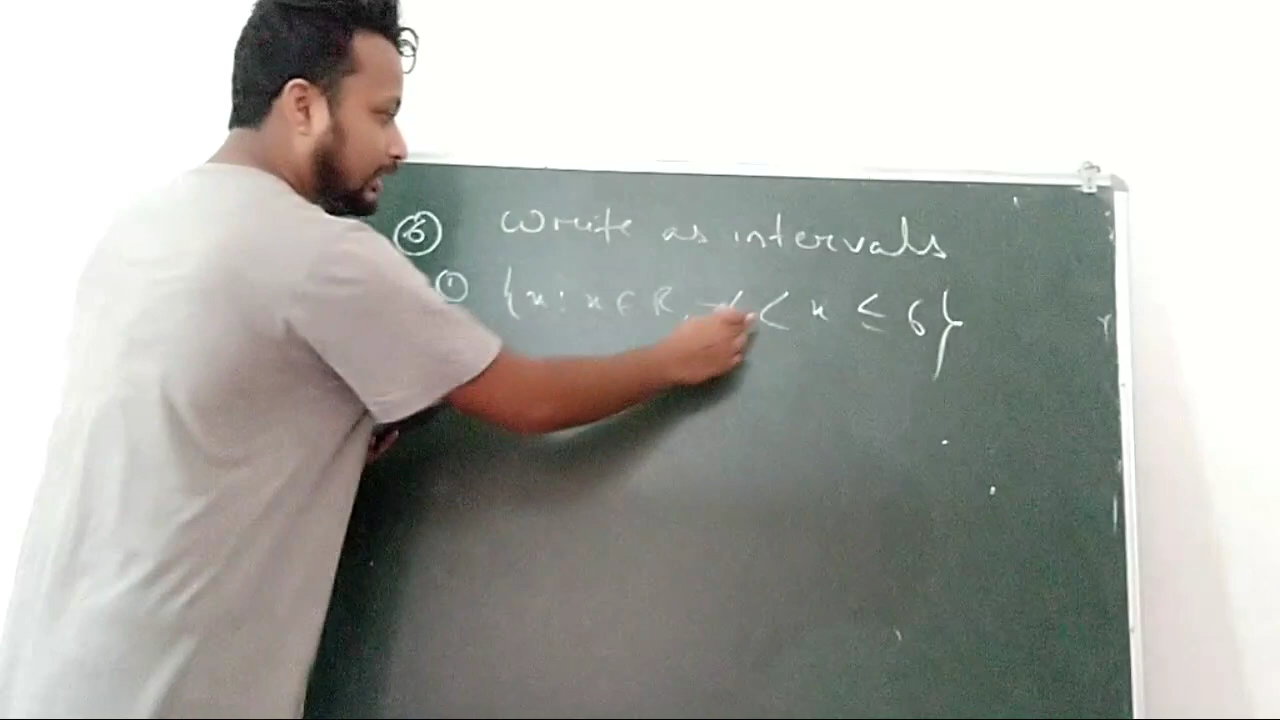 ⑥ Write as intervals
① {x : x ∈ R, - < x ≤ 6}